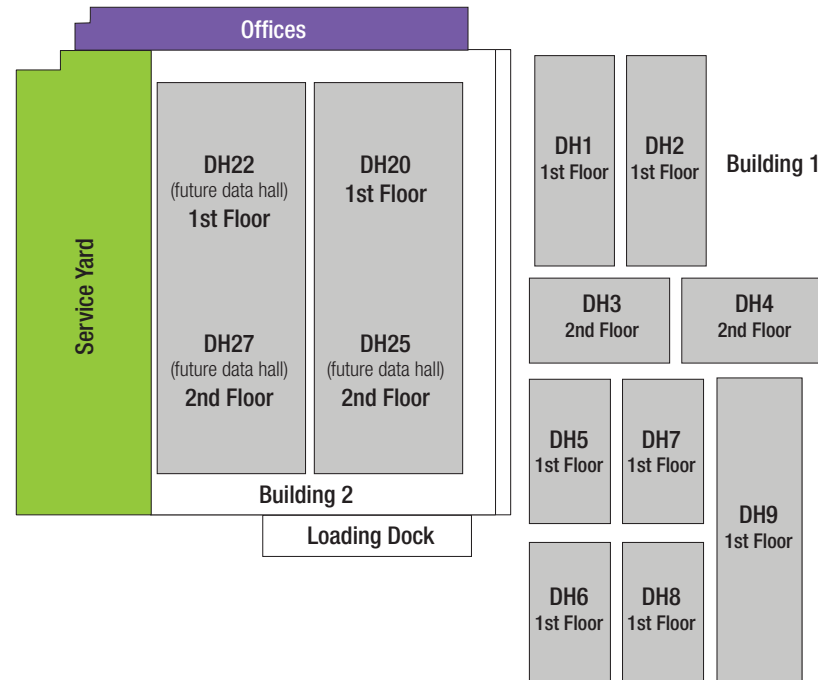 Offices
Service Yard
DH22
(future data hall)
1st Floor
DH20
1st Floor
DH27
(future data hall)
2nd Floor
DH25
(future data hall)
2nd Floor
Building 2
Loading Dock
DH1
1st Floor
DH2
1st Floor
Building 1
DH3
2nd Floor
DH4
2nd Floor
DH5
1st Floor
DH7
1st Floor
DH9
1st Floor
DH6
1st Floor
DH8
1st Floor